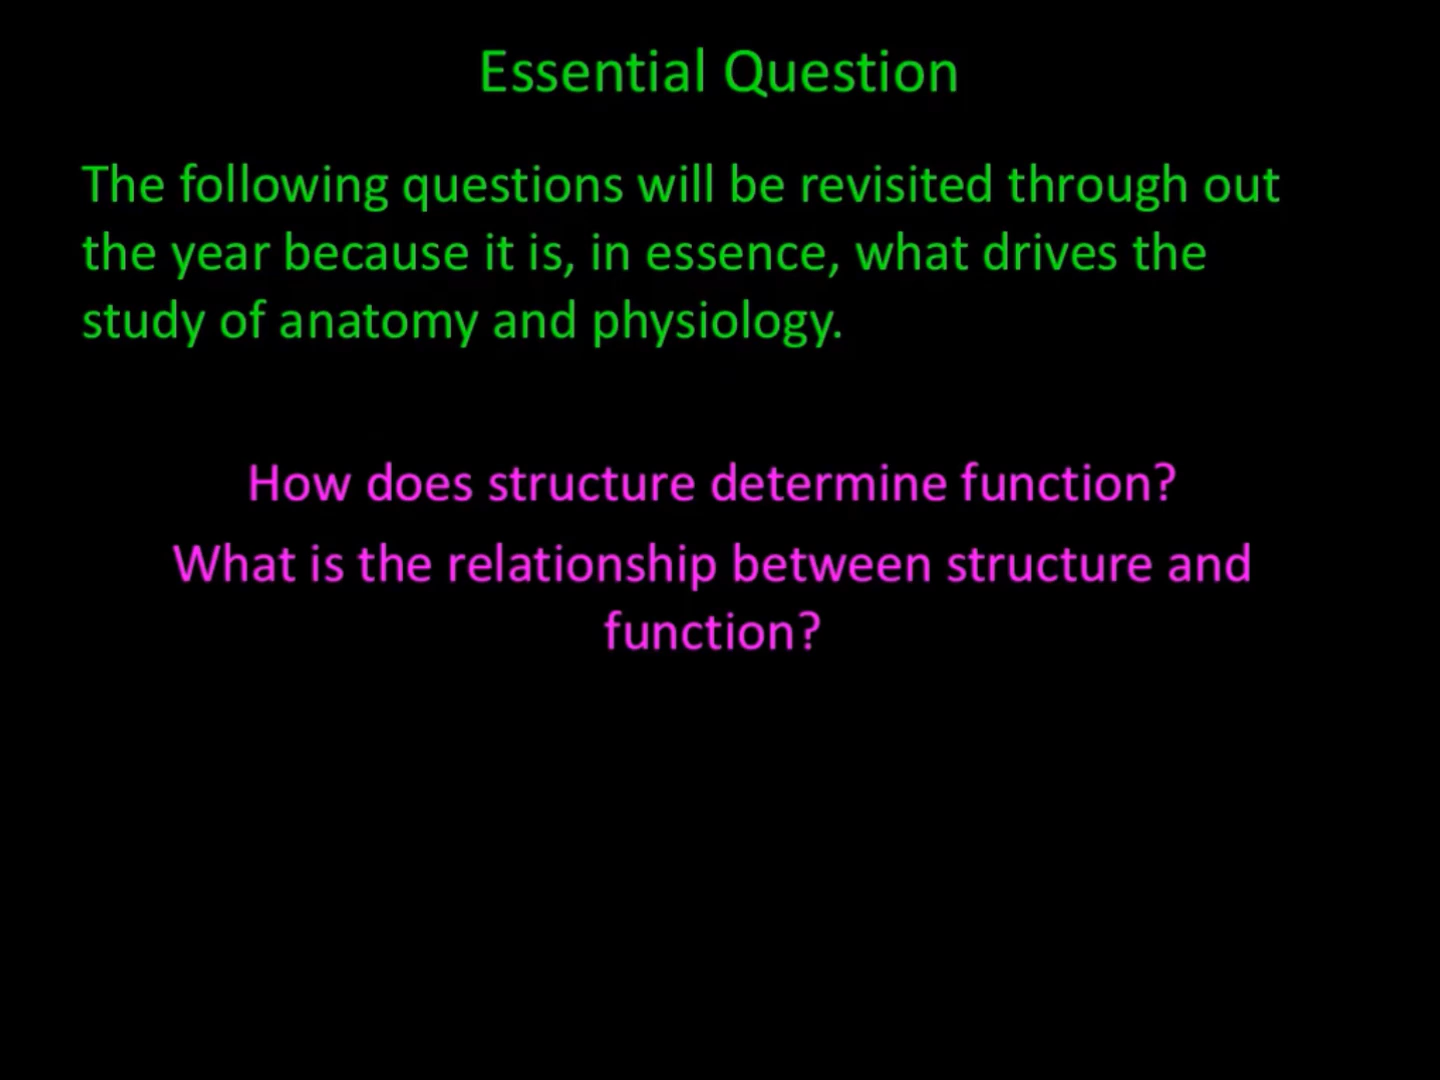 Essential Question
The following questions will be revisited through out
the year because it is, in essence, what drives the
study of anatomy and physiology.
How does structure determine function?
What is the relationship between structure and
function?